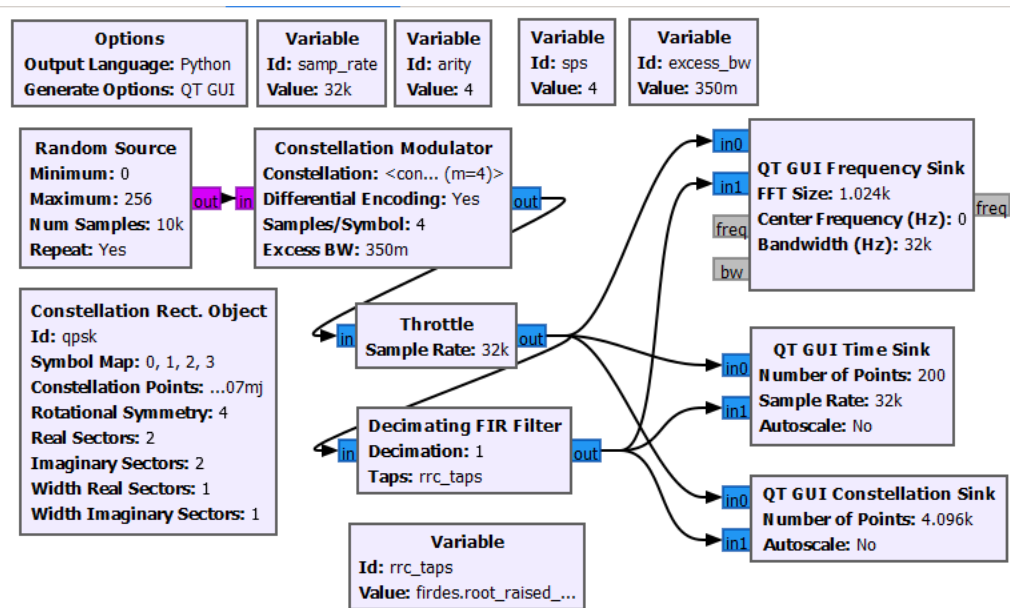 Options
Output Language: Python
Generate Options: QT GUI
Variable
Id: samp_rate
Value: 32k
Variable
Id: arity
Value: 4
Variable
Id: sps
Value: 4
Variable
Id: excess_bw
Value: 350m
Random Source
Minimum: 0
Maximum: 256
Num Samples: 10k
Repeat: Yes
out
in
Constellation Modulator
Constellation: <con... (m=4)>
Differential Encoding: Yes
Samples/Symbol: 4
Excess BW: 350m
out
in0
in1
freq
bw
QT GUI Frequency Sink
FFT Size: 1.024k
Center Frequency (Hz): 0
Bandwidth (Hz): 32k
freq
Constellation Rect. Object
Id: qpsk
Symbol Map: 0, 1, 2, 3
Constellation Points: ...07mj
Rotational Symmetry: 4
Real Sectors: 2
Imaginary Sectors: 2
Width Real Sectors: 1
Width Imaginary Sectors: 1
in
Throttle
Sample Rate: 32k
out
in0
in1
QT GUI Time Sink
Number of Points: 200
Sample Rate: 32k
Autoscale: No
in
Decimating FIR Filter
Decimation: 1
Taps: rrc_taps
out
in0
in1
QT GUI Constellation Sink
Number of Points: 4.096k
Autoscale: No
Variable
Id: rrc_taps
Value: firdes.root_raised_...